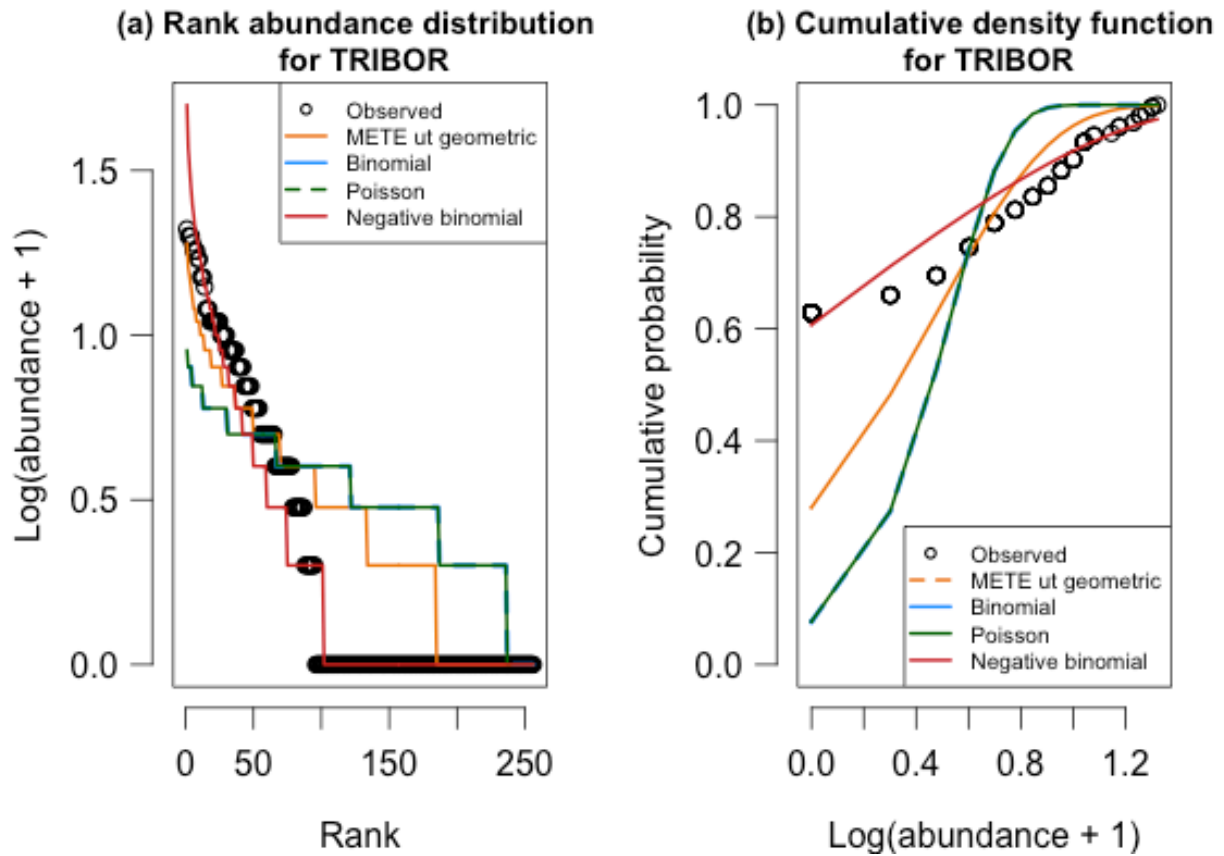 (a) Rank abundance distribution
for TRIBOR
Observed
METE ut geometric
Binomial
Poisson
Negative binomial
1.5
1.0
0.5
0.0
Log(abundance + 1)
0
50
150
250
Rank
(b) Cumulative density function
for TRIBOR
1.0
0.8
0.6
0.4
0.2
0.0
Cumulative probability
Observed
METE ut geometric
Binomial
Poisson
Negative binomial
0.0
0.4
0.8
1.2
Log(abundance + 1)